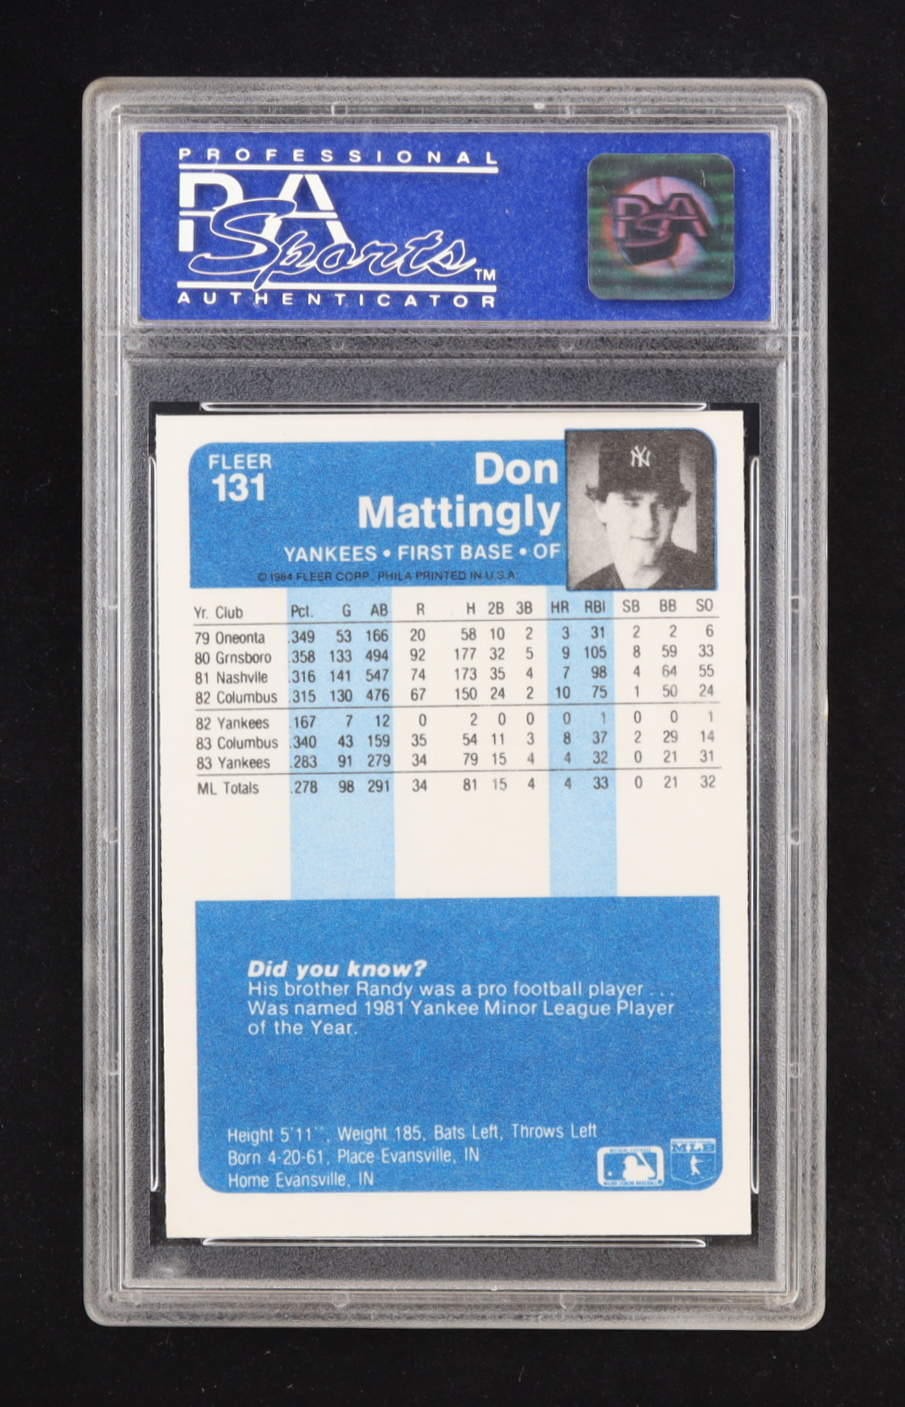 PROFESSIONAL
PSA
Sports™
AUTHENTICATOR
PSA
FLEER
131
Don
Mattingly
YANKEES • FIRST BASE • OF
© 1984 FLEER CORP. PHILA PRINTED IN U.S.A.
NY
Yr. Club Pct. G AB R H 2B 3B HR RBI SB BB SO
79 Oneonta .349 53 166 20 58 10 2 3 31 2 2 6
80 Grnsboro .358 133 494 92 177 32 5 9 105 8 59 33
81 Nashvlle .316 141 547 74 173 35 4 7 98 4 64 55
82 Columbus .315 130 476 67 150 24 2 10 75 1 50 24
82 Yankees .167 7 12 0 2 0 0 0 1 0 0 1
83 Columbus .340 43 159 35 54 11 3 8 37 2 29 14
83 Yankees .283 91 279 34 79 15 4 4 32 0 21 31
ML Totals .278 98 291 34 81 15 4 4 33 0 21 32
Did you know?
His brother Randy was a pro football player . . .
Was named 1981 Yankee Minor League Player
of the Year.
Height 5'11", Weight 185, Bats Left, Throws Left
Born 4-20-61, Place Evansville, IN
Home Evansville, IN
MLB